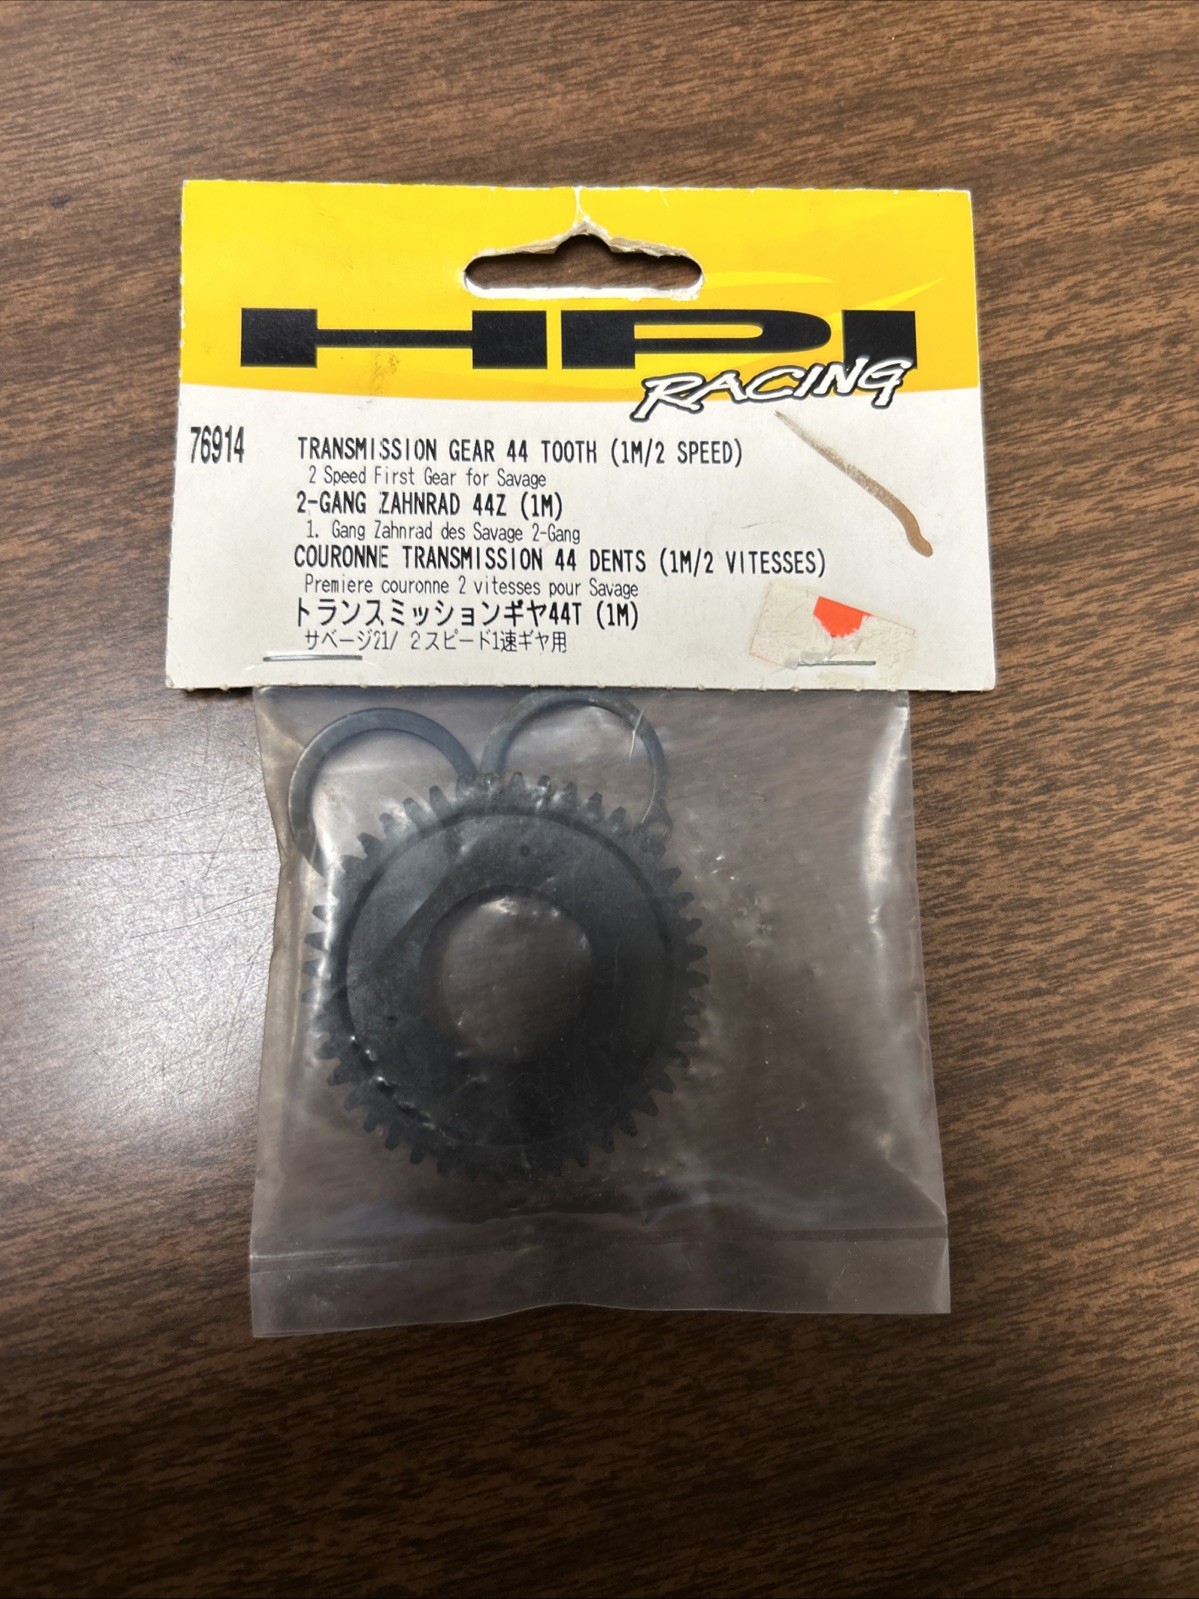 HPI
RACING
76914
TRANSMISSION GEAR 44 TOOTH (1M/2 SPEED)
2 Speed First Gear for Savage
2-GANG ZAHNRAD 44Z (1M)
1. Gang Zahnrad des Savage 2-Gang
COURONNE TRANSMISSION 44 DENTS (1M/2 VITESSES)
Premiere couronne 2 vitesses pour Savage
トランスミッションギヤ44T (1M)
サベージ21/ 2スピード1速ギヤ用